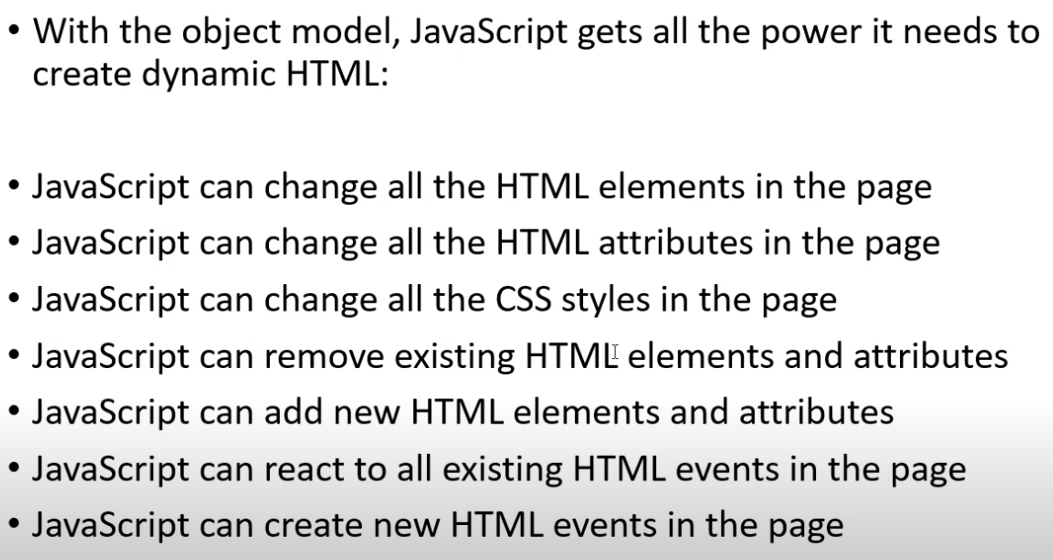 • With the object model, JavaScript gets all the power it needs to
create dynamic HTML:
• JavaScript can change all the HTML elements in the page
• JavaScript can change all the HTML attributes in the page
• JavaScript can change all the CSS styles in the page
• JavaScript can remove existing HTML elements and attributes
• JavaScript can add new HTML elements and attributes
• JavaScript can react to all existing HTML events in the page
• JavaScript can create new HTML events in the page